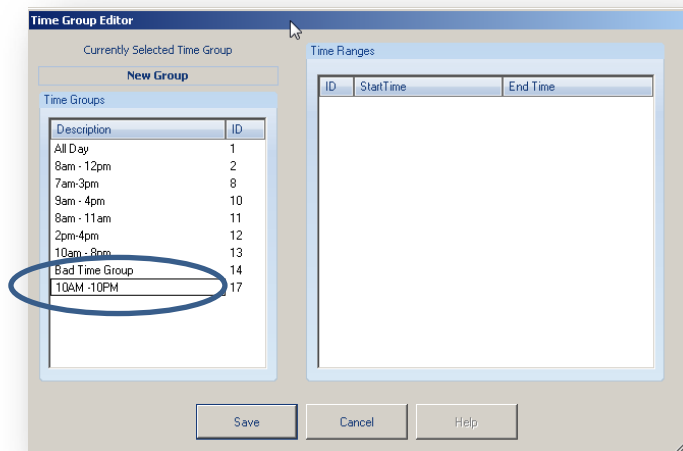 Time Group Editor
Currently Selected Time Group
New Group
Time Groups
Description ID
All Day 1
8am - 12pm 2
7am-3pm 8
9am - 4pm 10
8am - 11am 11
2pm-4pm 12
10am - 8pm 13
Bad Time Group 14
10AM -10PM 17
Time Ranges
ID StartTime End Time
Save Cancel Help